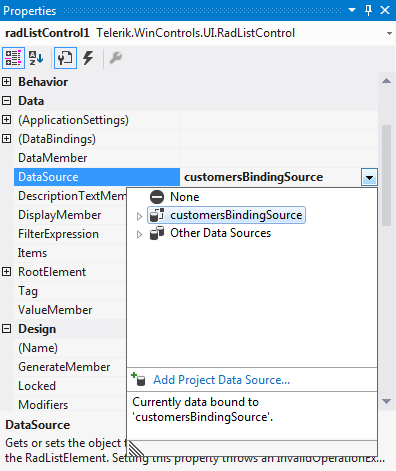 Properties
radListControl1 Telerik.WinControls.UI.RadListControl
Behavior
Data
(ApplicationSettings)
(DataBindings)
DataMember
DataSource customersBindingSource
DescriptionTextMem
DisplayMember
FilterExpression
Items
RootElement
Tag
ValueMember
Design
(Name)
GenerateMember
Locked
Modifiers
None
customersBindingSource
Other Data Sources
Add Project Data Source...
Currently data bound to
'customersBindingSource'.
DataSource
Gets or sets the object t
the RadListElement. Setting this property throws an InvalidOperationEx...